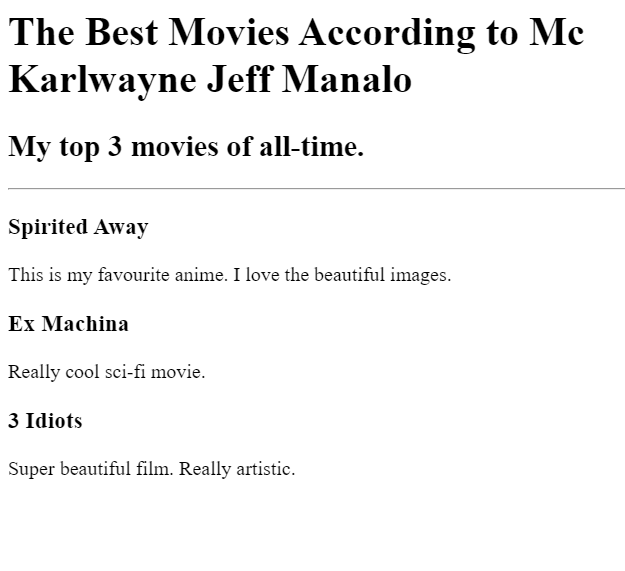 The Best Movies According to Mc
Karlwayne Jeff Manalo
My top 3 movies of all-time.
Spirited Away
This is my favourite anime. I love the beautiful images.
Ex Machina
Really cool sci-fi movie.
3 Idiots
Super beautiful film. Really artistic.